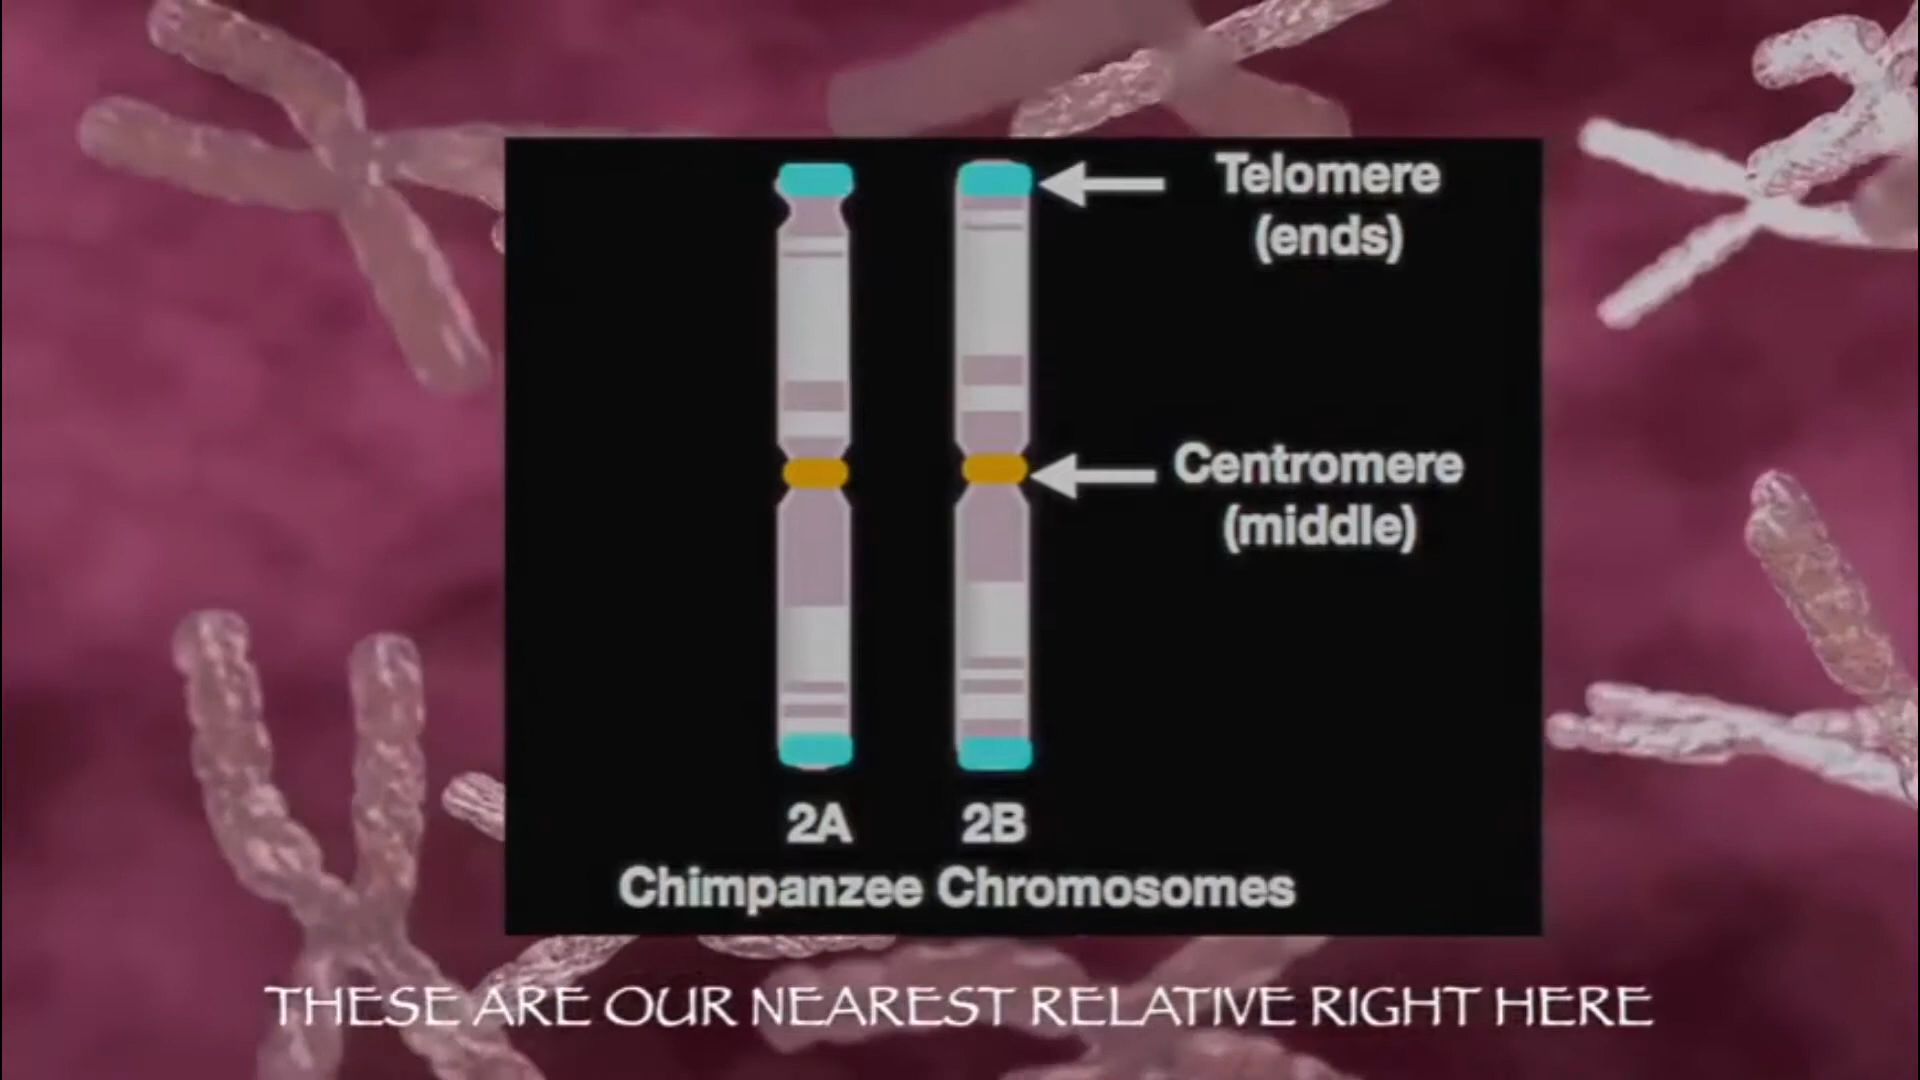 Telomere
(ends)
Centromere
(middle)
2A 2B
Chimpanzee Chromosomes
THESE ARE OUR NEAREST RELATIVE RIGHT HERE